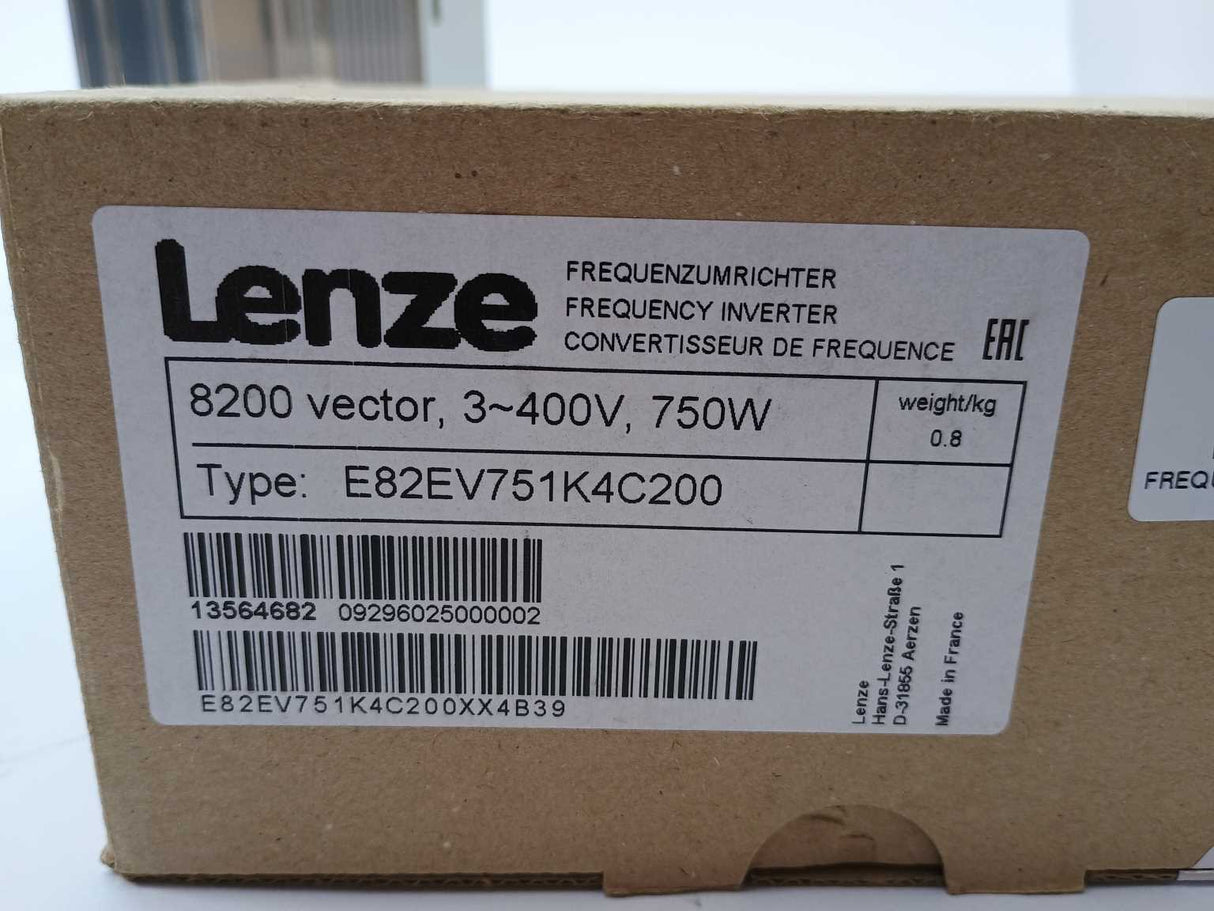 Lenze
FREQUENZUMRICHTER
FREQUENCY INVERTER
CONVERTISSEUR DE FREQUENCE
EAC
8200 vector, 3~400V, 750W
weight/kg
0.8
Type: E82EV751K4C200
13564682 09296025000002
E82EV751K4C200XX4B39
Lenze
Hans-Lenze-Straße 1
D-31855 Aerzen
Made in France